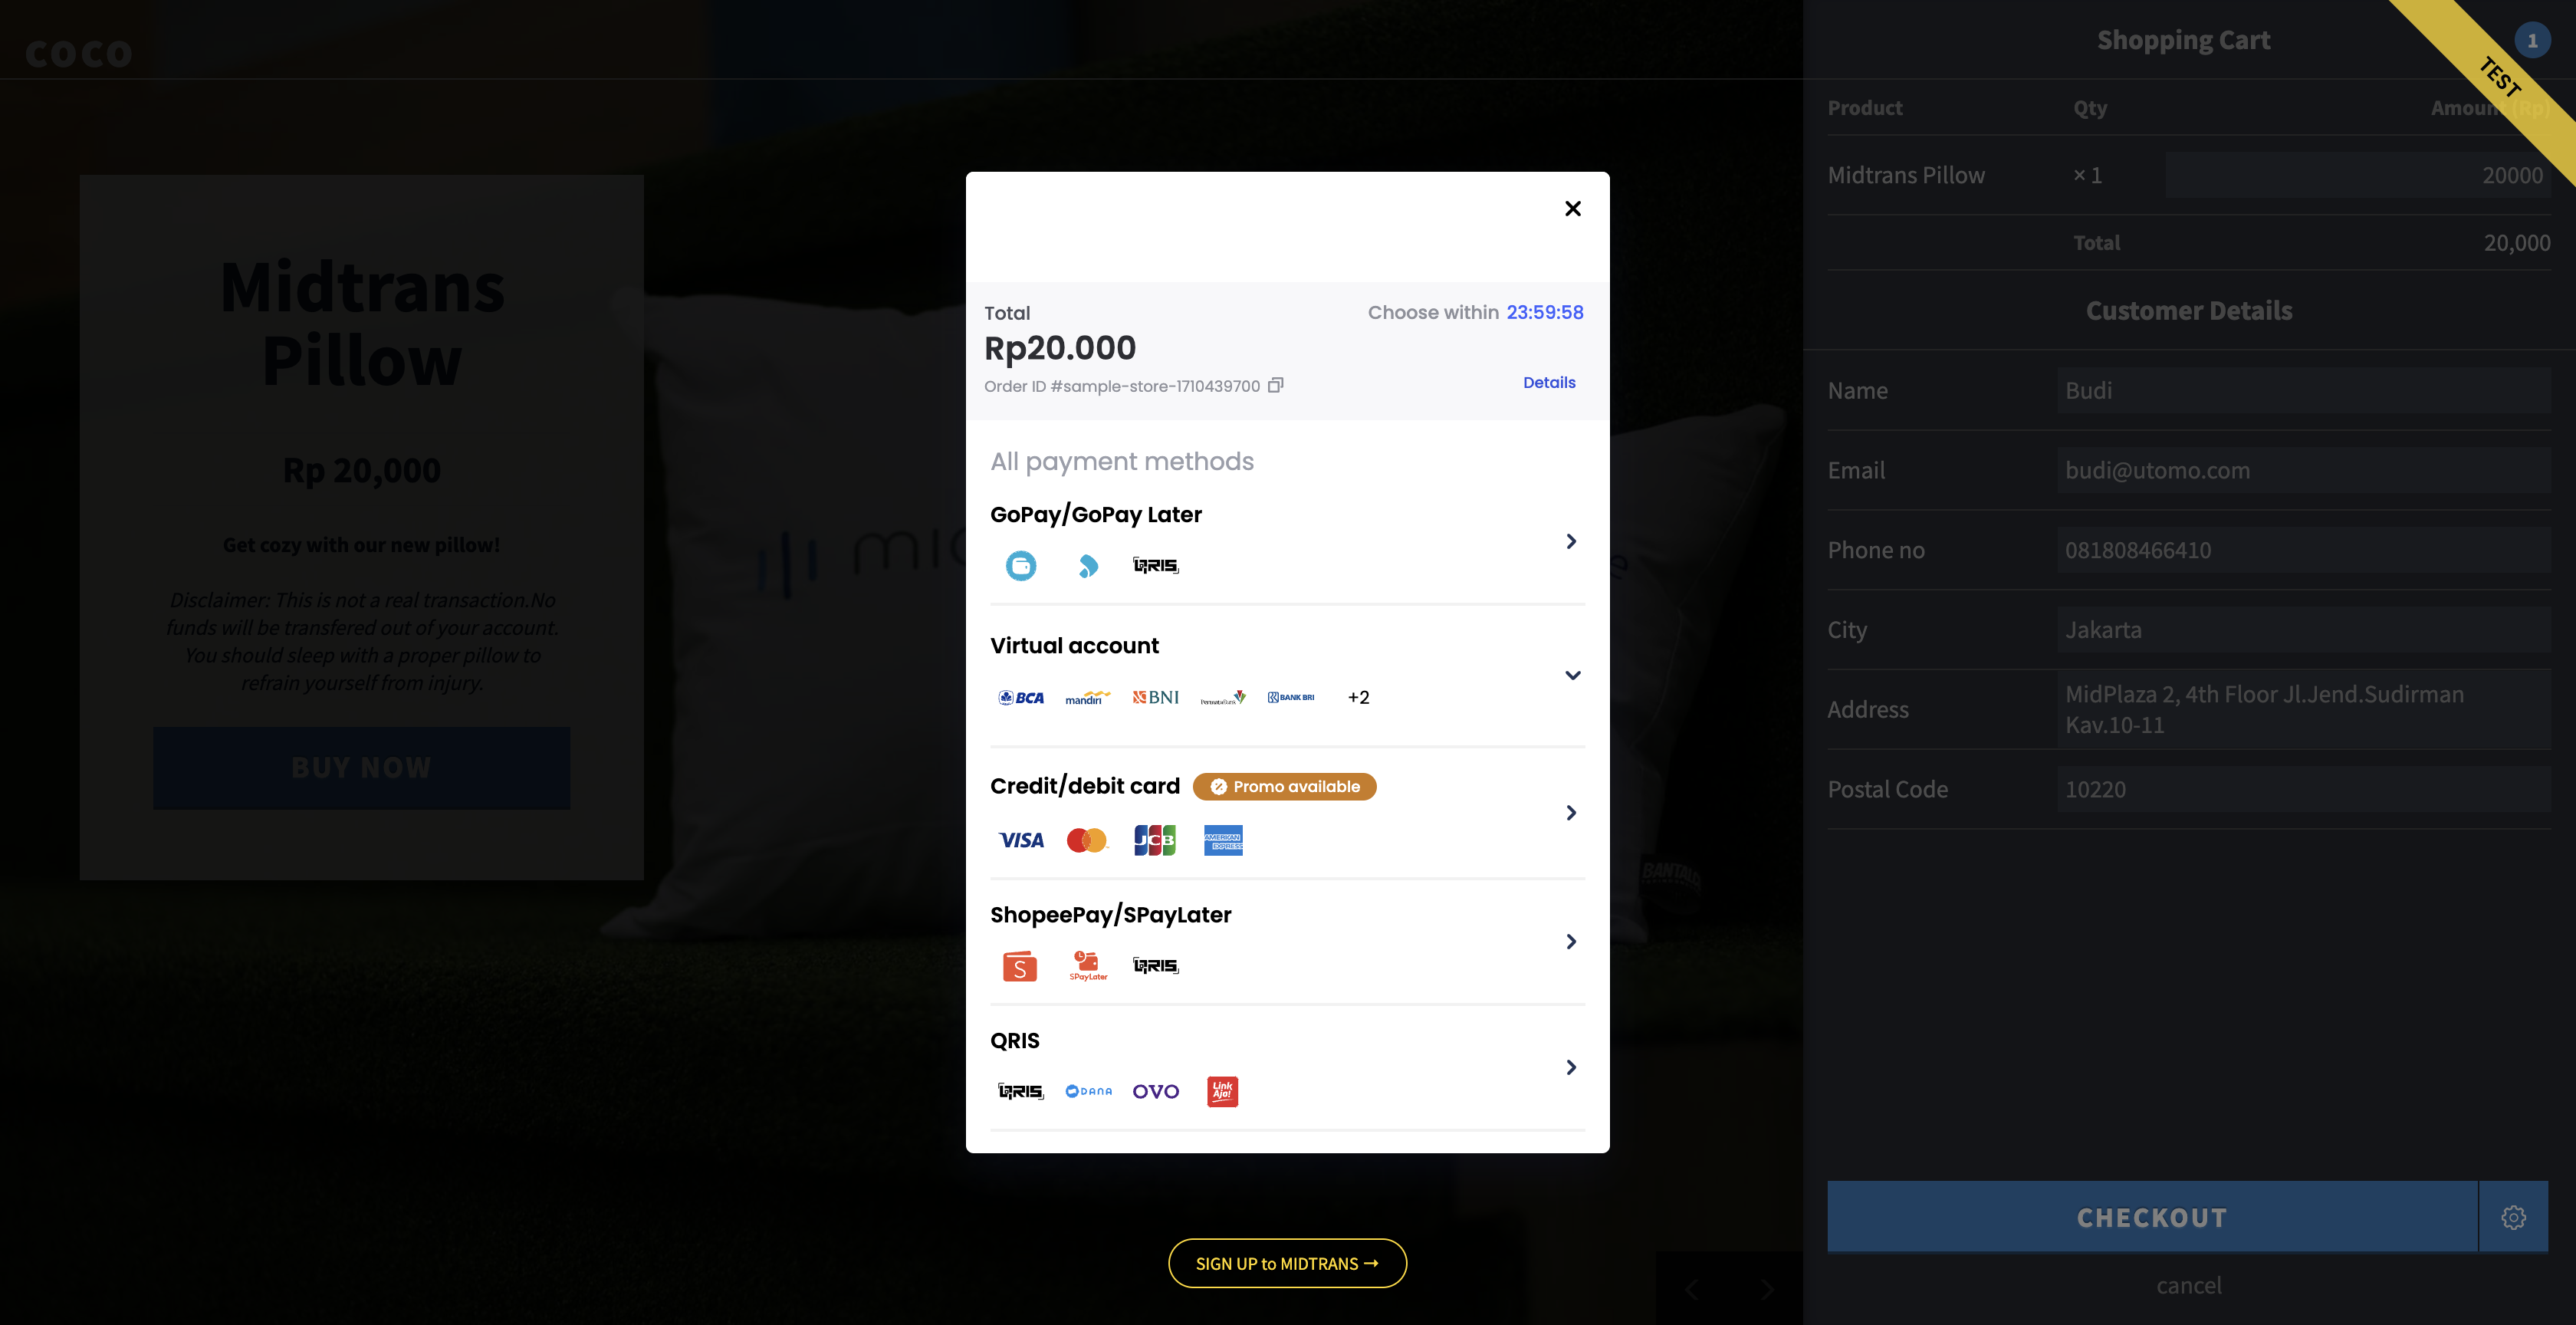 coco
Midtrans
Pillow
Rp 20,000
Get cozy with our new pillow!
Disclaimer: This is not a real transaction.No
funds will be transfered out of your account.
You should sleep with a proper pillow to
refrain yourself from injury.
BUY NOW
Total
Choose within 23:59:58
Rp20.000
Order ID #sample-store-1710439700
Details
All payment methods
GoPay/GoPay Later
QRIS
Virtual account
BCA mandiri BNI PermataBank BANK BRI +2
Credit/debit card Promo available
VISA JCB AMERICAN EXPRESS
ShopeePay/SPayLater
S SPayLater QRIS
QRIS
QRIS DANA OVO LinkAja!
SIGN UP to MIDTRANS →
Shopping Cart 1
TEST
Product Qty Amount (Rp)
Midtrans Pillow × 1 20000
Total 20,000
Customer Details
Name Budi
Email budi@utomo.com
Phone no 081808466410
City Jakarta
Address MidPlaza 2, 4th Floor Jl.Jend.Sudirman
Kav.10-11
Postal Code 10220
CHECKOUT
cancel